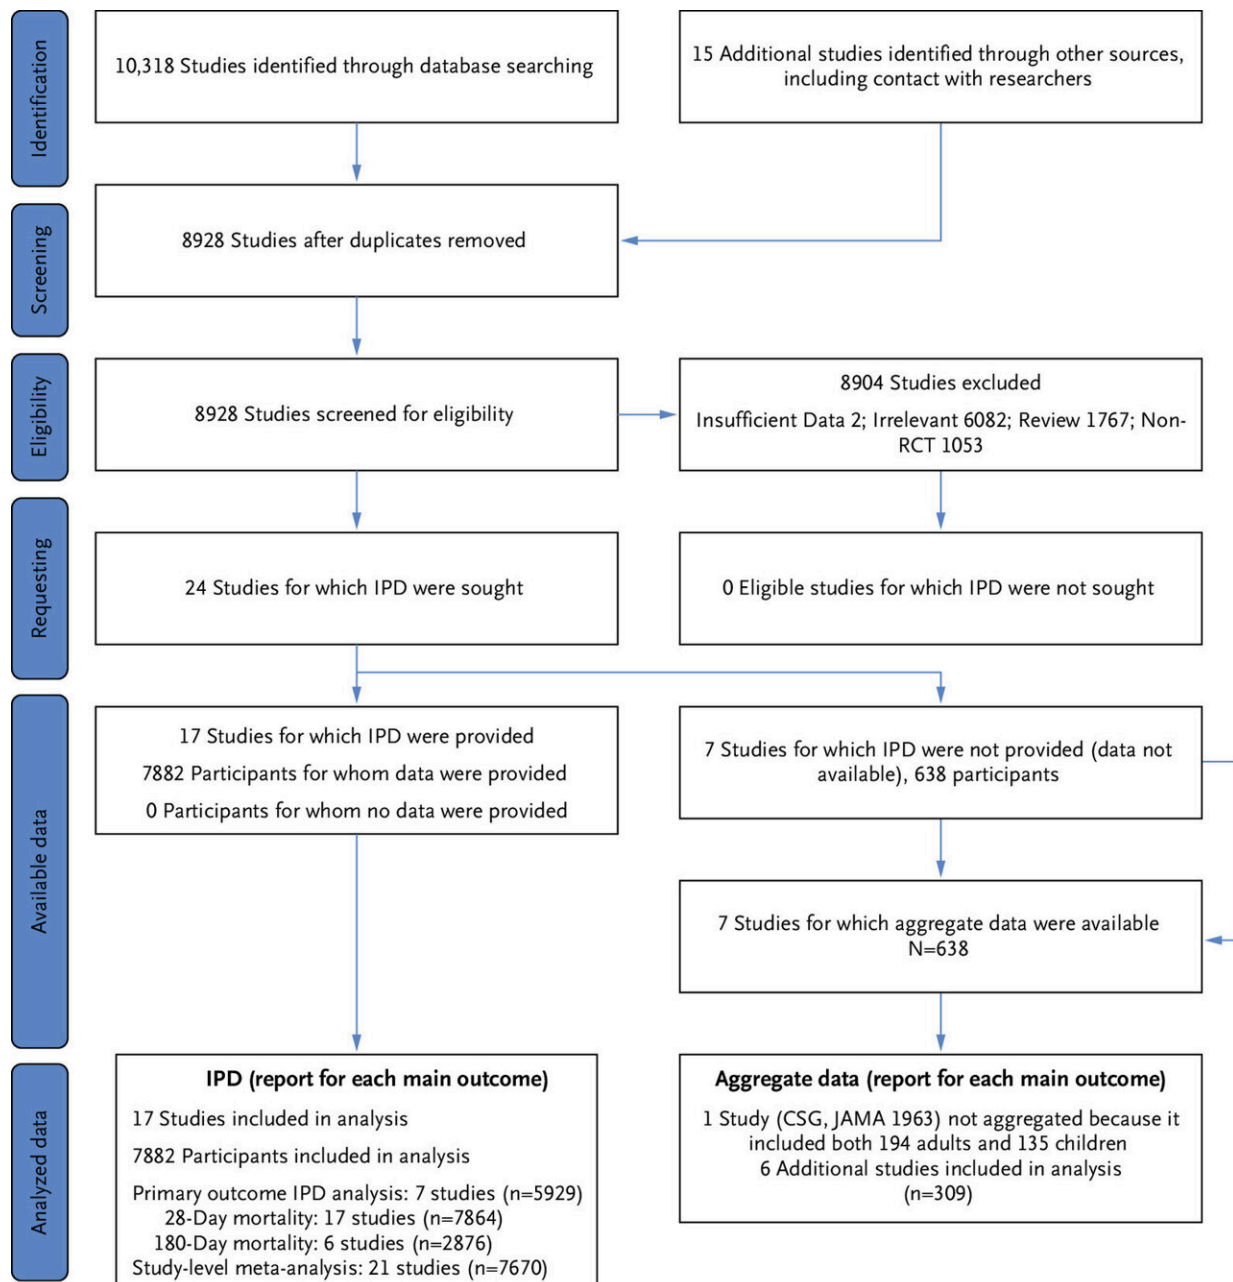 Identification
10,318 Studies identified through database searching
15 Additional studies identified through other sources,
including contact with researchers
Screening
8928 Studies after duplicates removed
Eligibility
8928 Studies screened for eligibility
8904 Studies excluded
Insufficient Data 2; Irrelevant 6082; Review 1767; Non-
RCT 1053
Requesting
24 Studies for which IPD were sought
0 Eligible studies for which IPD were not sought
Available data
17 Studies for which IPD were provided
7882 Participants for whom data were provided
0 Participants for whom no data were provided
7 Studies for which IPD were not provided (data not
available), 638 participants
7 Studies for which aggregate data were available
N=638
Analyzed data
IPD (report for each main outcome)
17 Studies included in analysis
7882 Participants included in analysis
Primary outcome IPD analysis: 7 studies (n=5929)
28-Day mortality: 17 studies (n=7864)
180-Day mortality: 6 studies (n=2876)
Study-level meta-analysis: 21 studies (n=7670)
Aggregate data (report for each main outcome)
1 Study (CSG, JAMA 1963) not aggregated because it
included both 194 adults and 135 children
6 Additional studies included in analysis
(n=309)